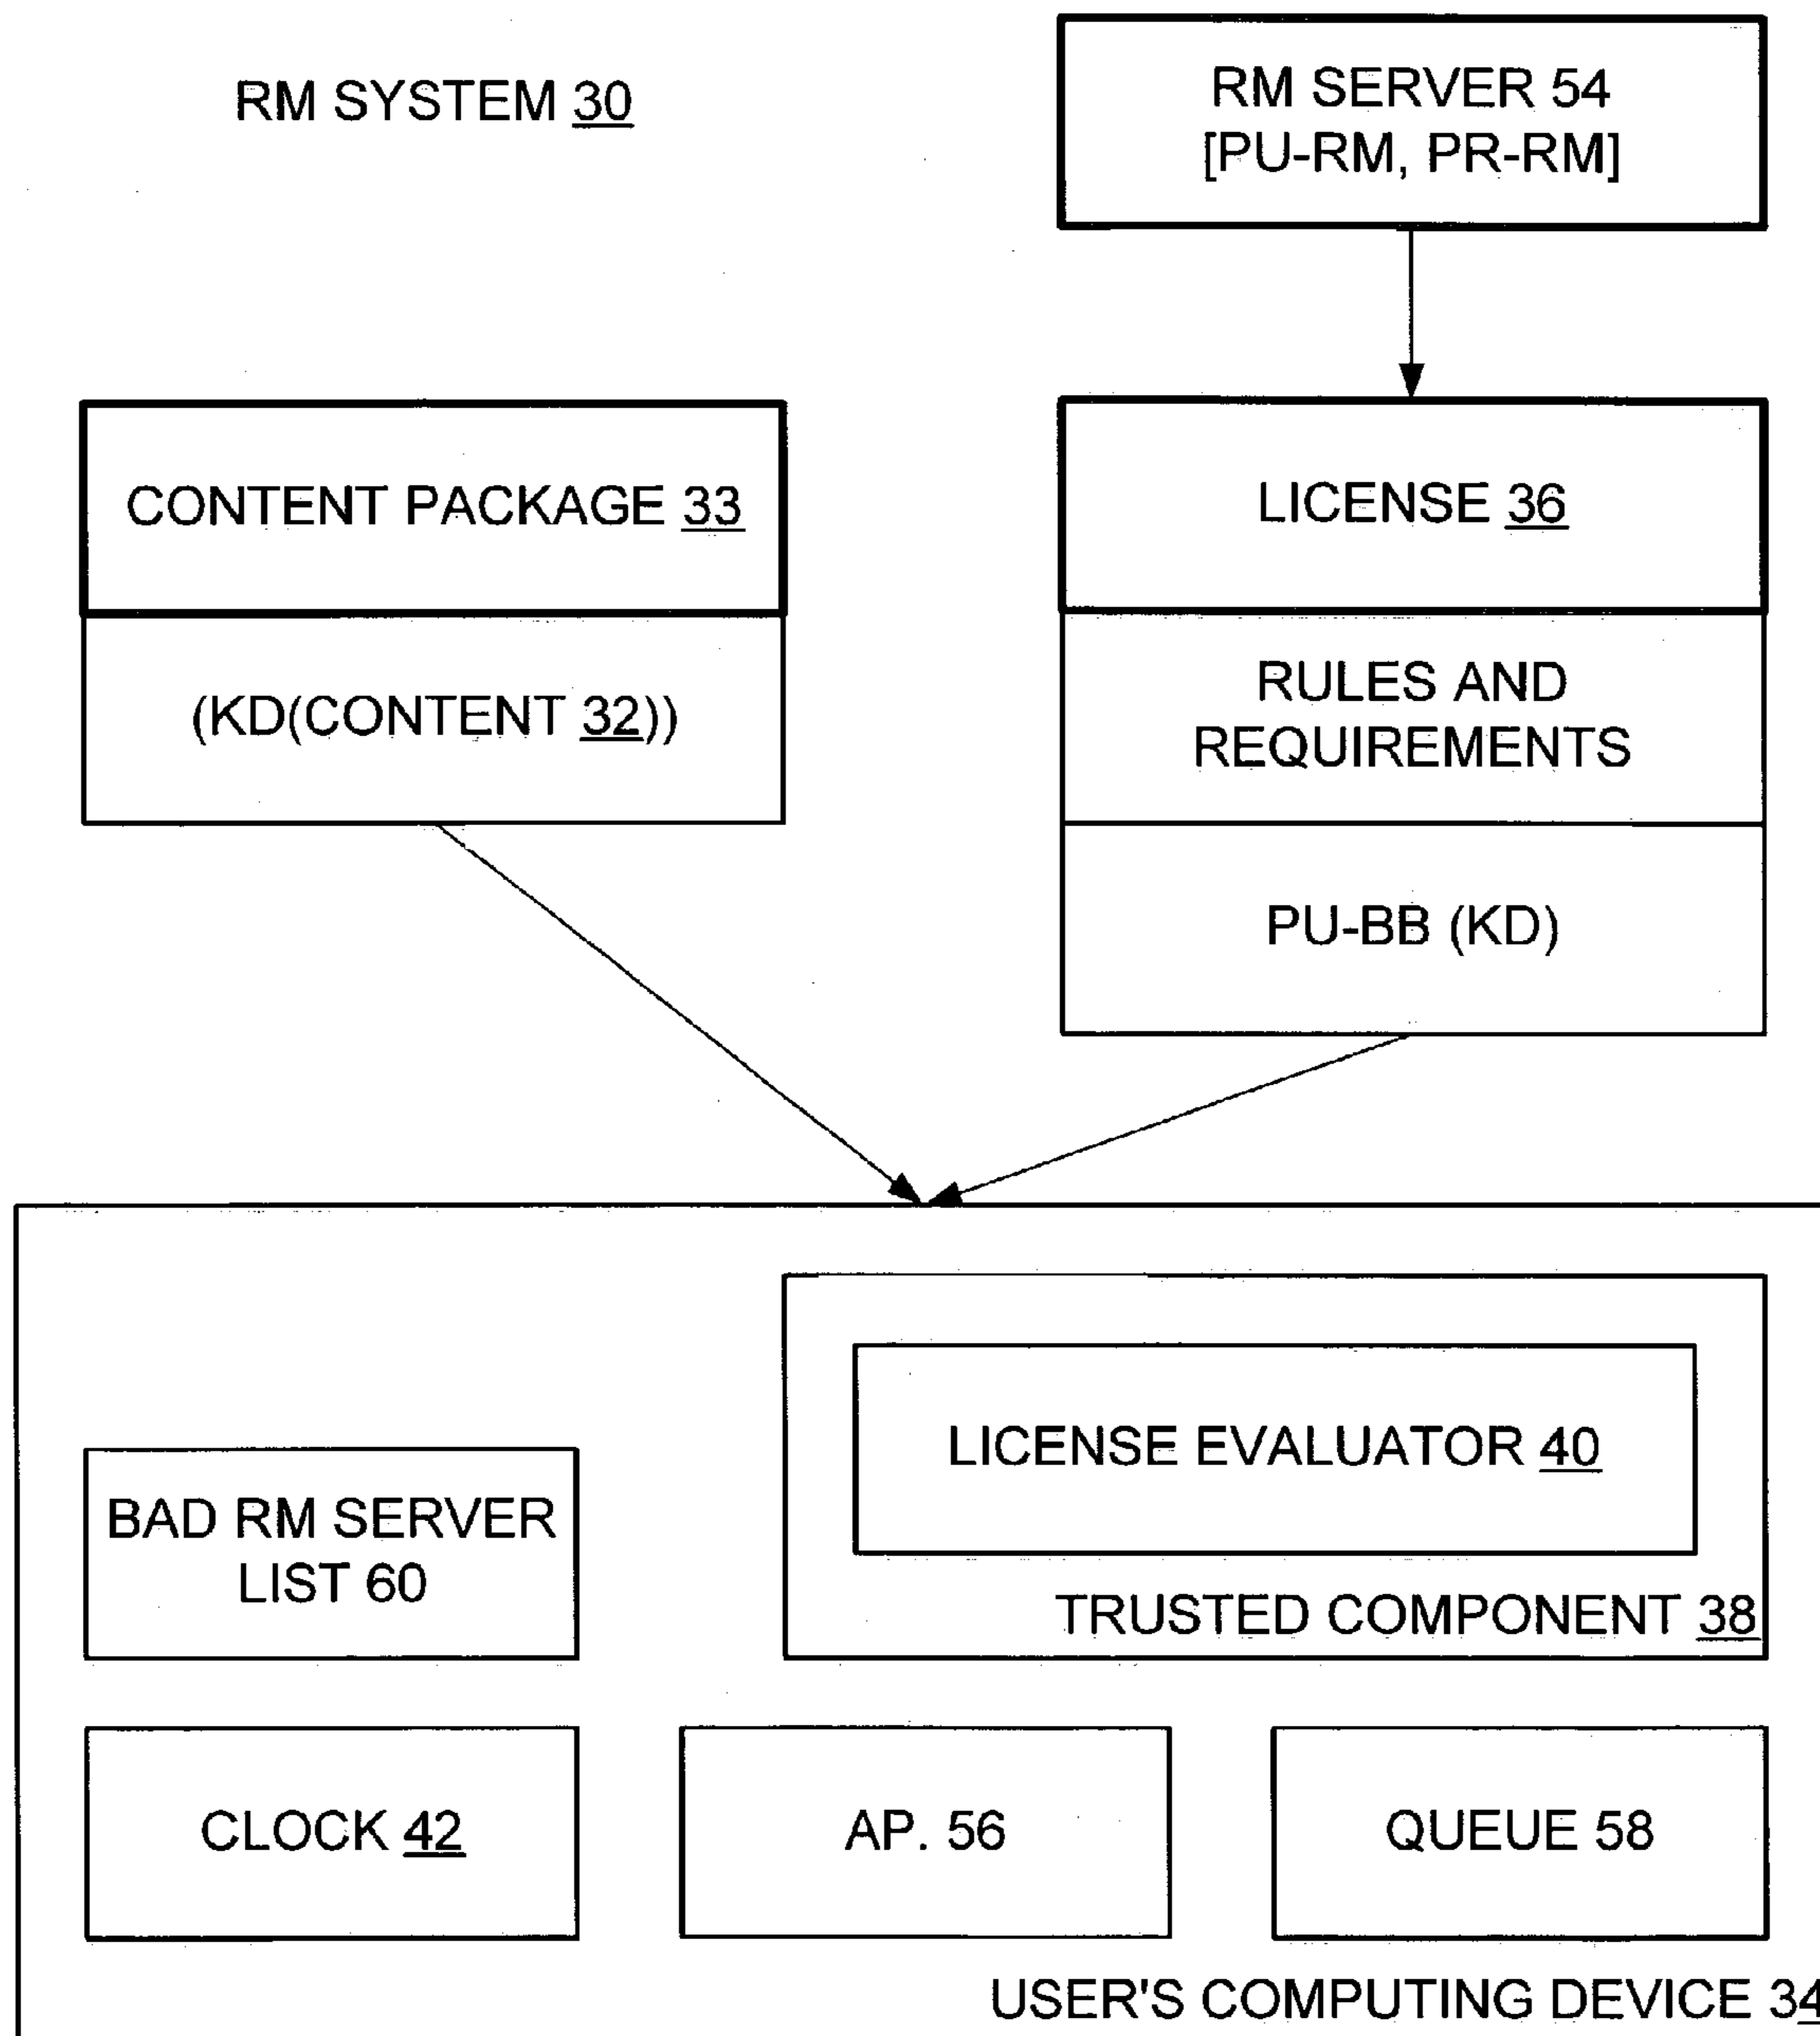 RM SYSTEM 30
RM SERVER 54
[PU-RM, PR-RM]
CONTENT PACKAGE 33
(KD(CONTENT 32))
LICENSE 36
RULES AND
REQUIREMENTS
PU-BB (KD)
LICENSE EVALUATOR 40
TRUSTED COMPONENT 38
BAD RM SERVER
LIST 60
CLOCK 42
AP. 56
QUEUE 58
USER'S COMPUTING DEVICE 34